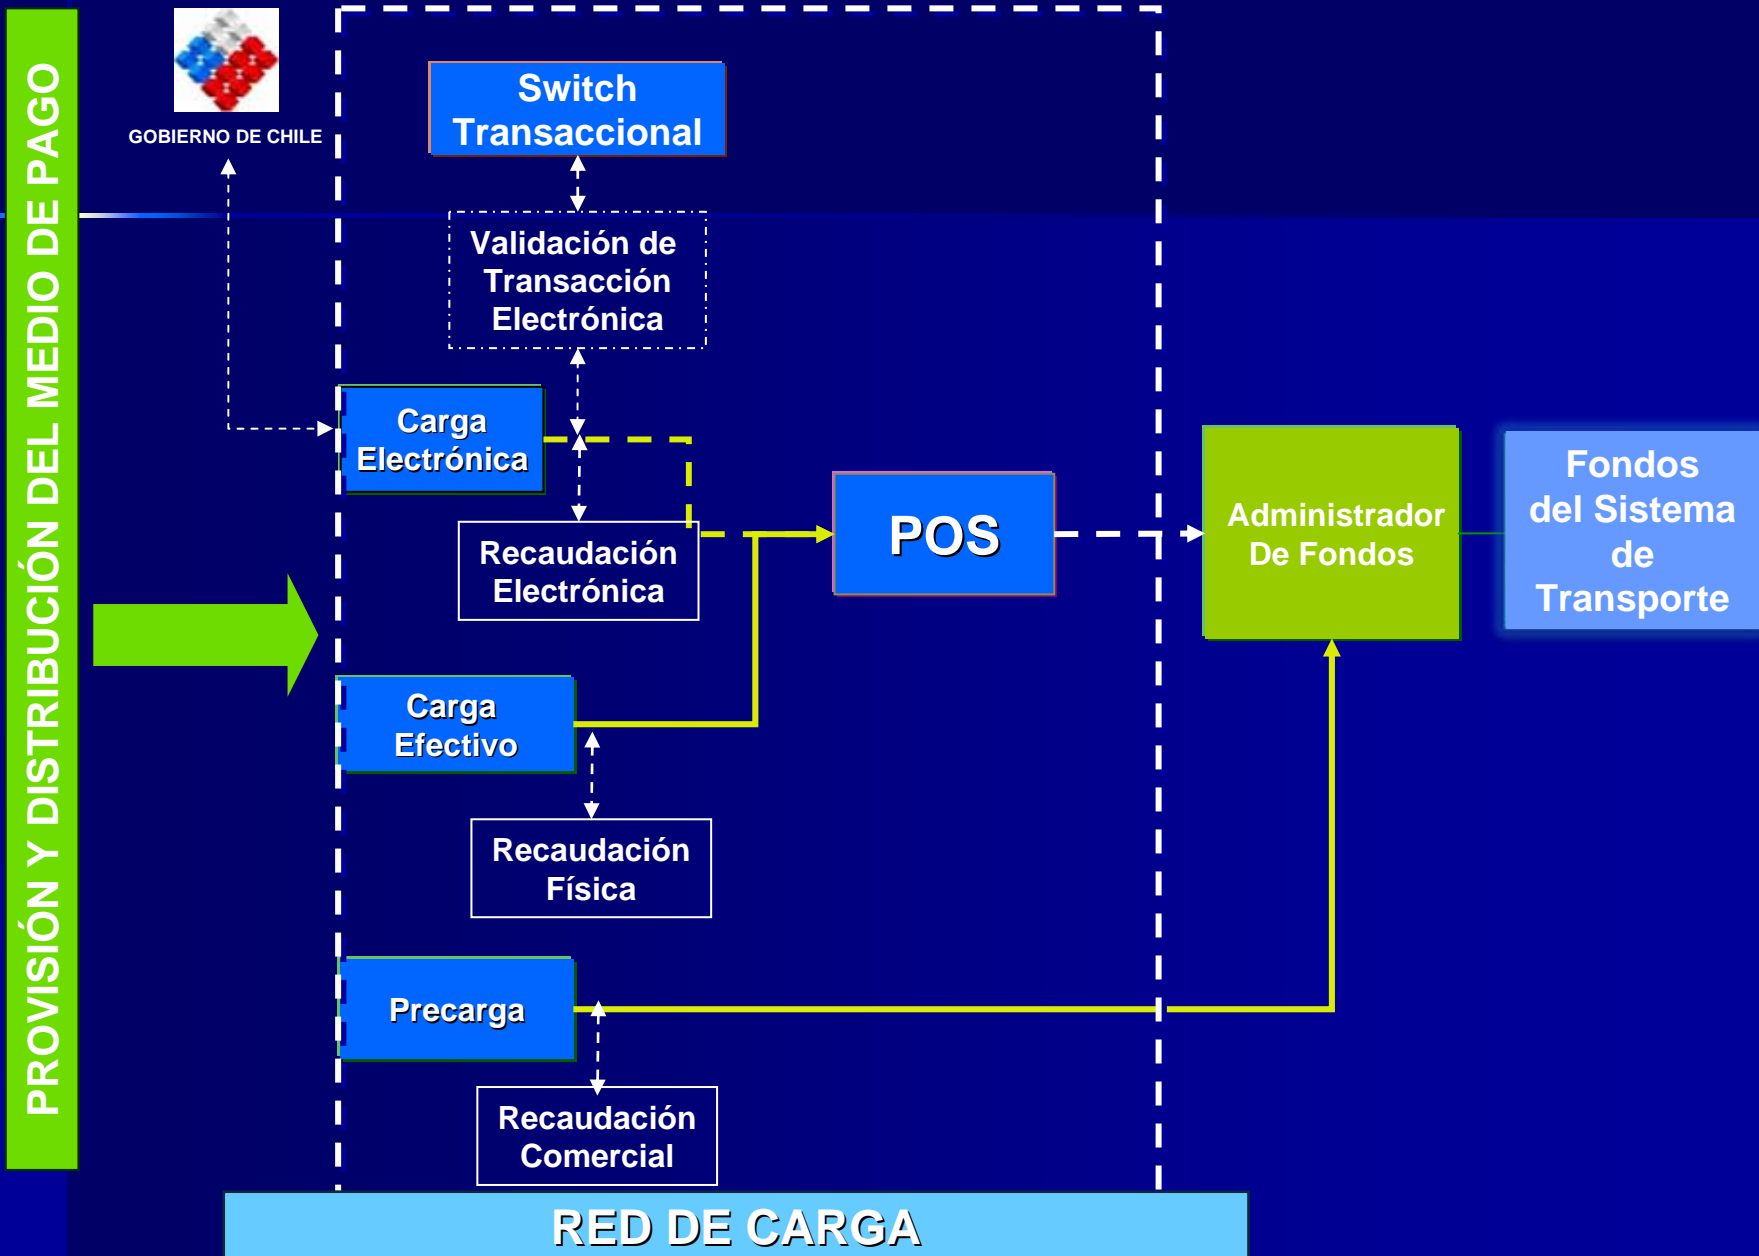 PROVISIÓN Y DISTRIBUCIÓN DEL MEDIO DE PAGO
GOBIERNO DE CHILE
Switch
Transaccional
Validación de
Transacción
Electrónica
Carga
Electrónica
Recaudación
Electrónica
POS
Administrador
De Fondos
Fondos
del Sistema
de
Transporte
Carga
Efectivo
Recaudación
Física
Precarga
Recaudación
Comercial
RED DE CARGA